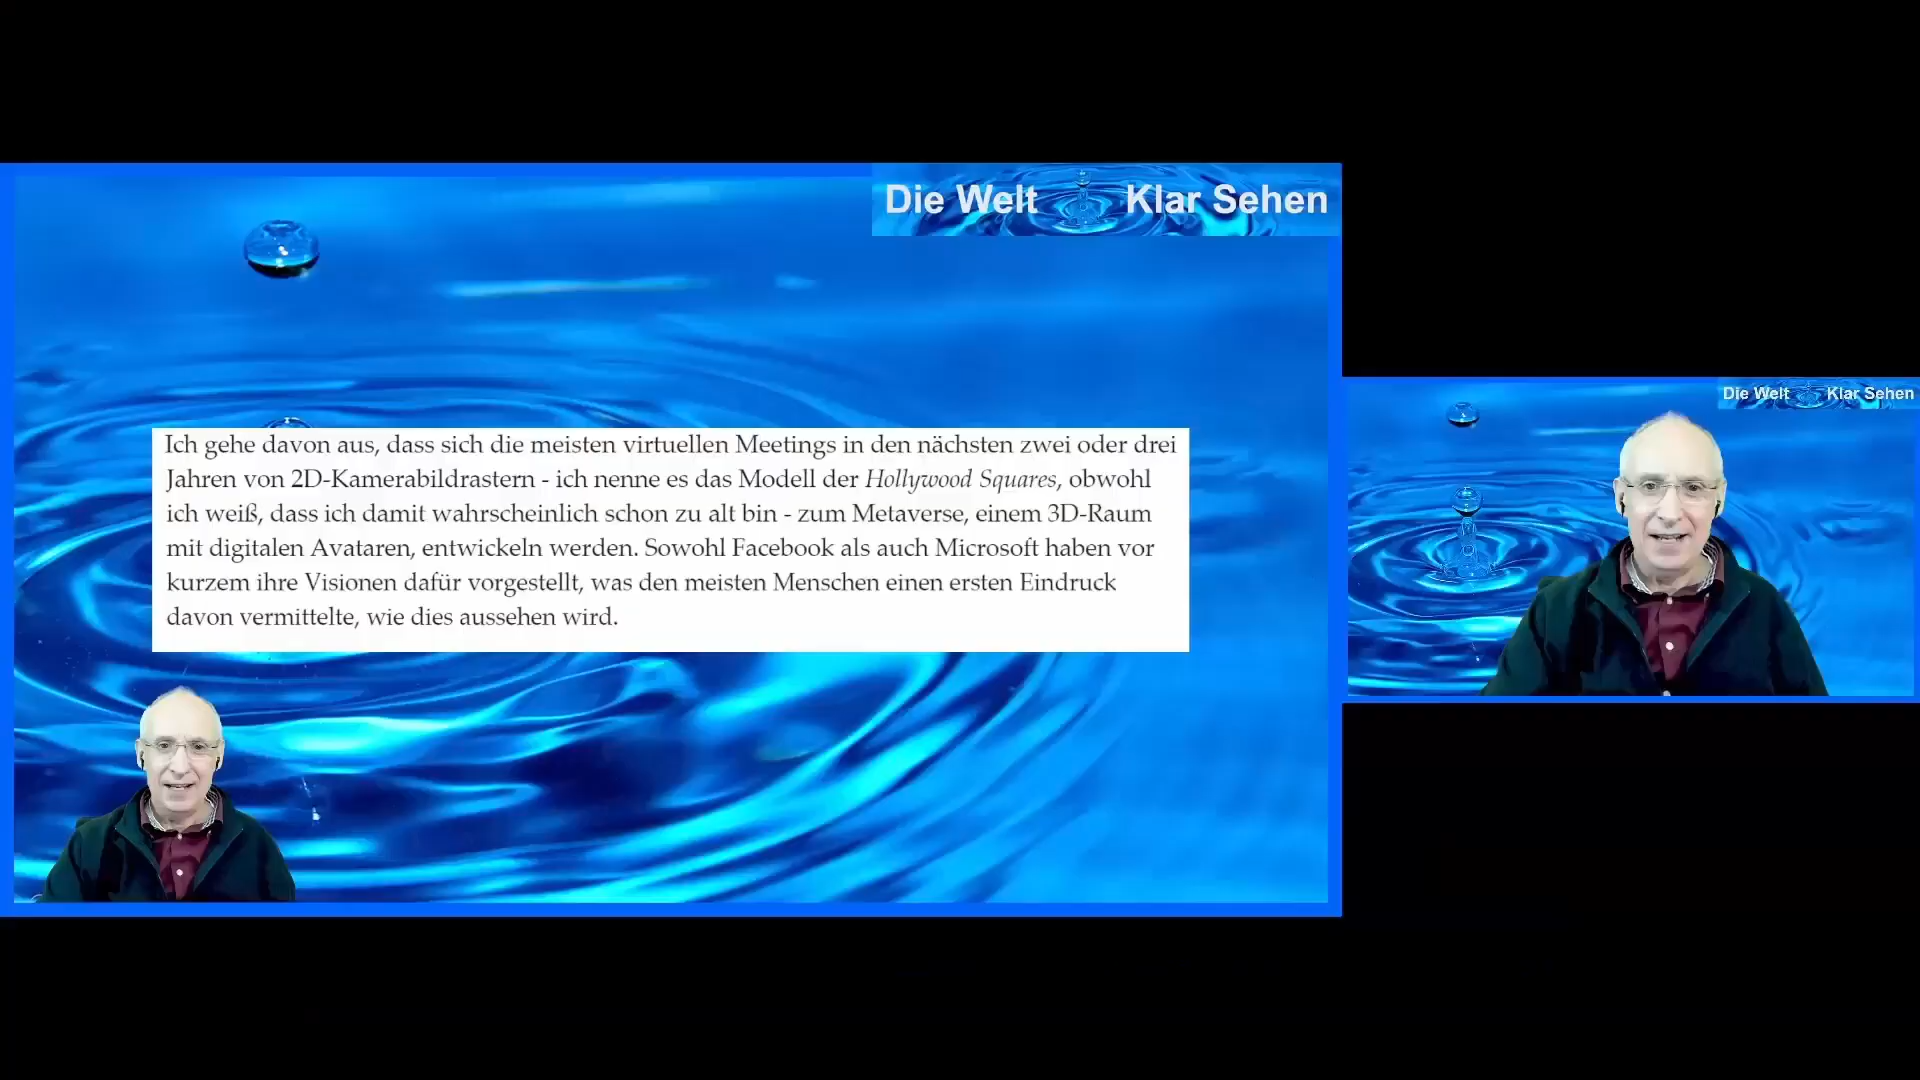 Die Welt Klar Sehen
Ich gehe davon aus, dass sich die meisten virtuellen Meetings in den nächsten zwei oder drei
Jahren von 2D-Kamerabildrastern - ich nenne es das Modell der Hollywood Squares, obwohl
ich weiß, dass ich damit wahrscheinlich schon zu alt bin - zum Metaverse, einem 3D-Raum
mit digitalen Avataren, entwickeln werden. Sowohl Facebook als auch Microsoft haben vor
kurzem ihre Visionen dafür vorgestellt, was den meisten Menschen einen ersten Eindruck
davon vermittelte, wie dies aussehen wird.
Die Welt Klar Sehen